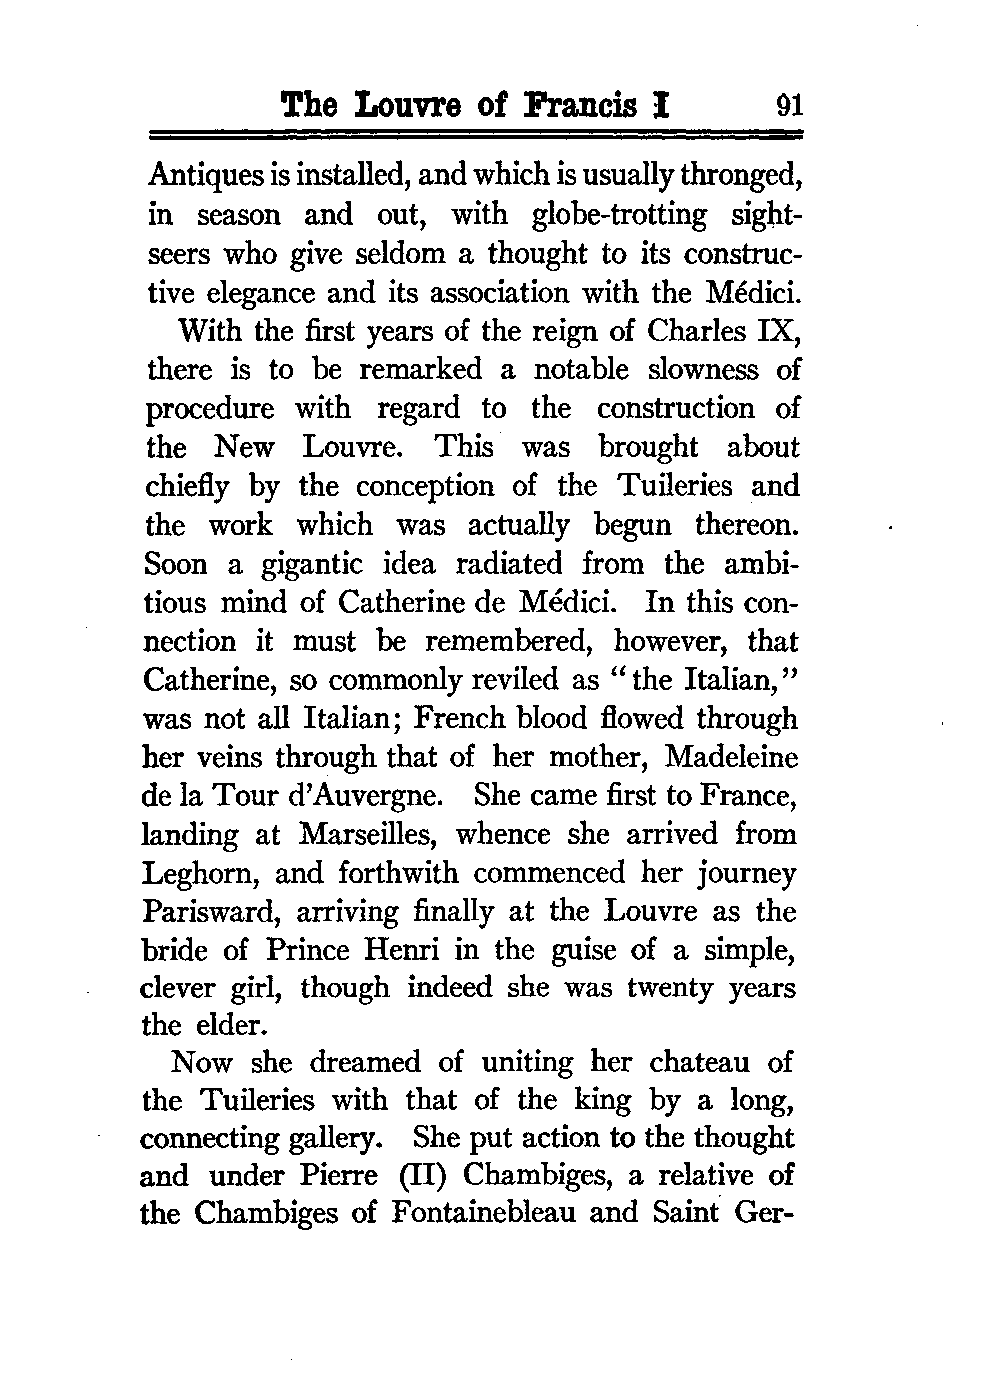 The Louvre of Francis I 91
Antiques is installed, and which is usually thronged,
in season and out, with globe-trotting sight-
seers who give seldom a thought to its construc-
tive elegance and its association with the Médici.
With the first years of the reign of Charles IX,
there is to be remarked a notable slowness of
procedure with regard to the construction of
the New Louvre. This was brought about
chiefly by the conception of the Tuileries and
the work which was actually begun thereon.
Soon a gigantic idea radiated from the ambi-
tious mind of Catherine de Médici. In this con-
nection it must be remembered, however, that
Catherine, so commonly reviled as "the Italian,"
was not all Italian; French blood flowed through
her veins through that of her mother, Madeleine
de la Tour d'Auvergne. She came first to France,
landing at Marseilles, whence she arrived from
Leghorn, and forthwith commenced her journey
Parisward, arriving finally at the Louvre as the
bride of Prince Henri in the guise of a simple,
clever girl, though indeed she was twenty years
the elder.
Now she dreamed of uniting her chateau of
the Tuileries with that of the king by a long,
connecting gallery. She put action to the thought
and under Pierre (II) Chambiges, a relative of
the Chambiges of Fontainebleau and Saint Ger-